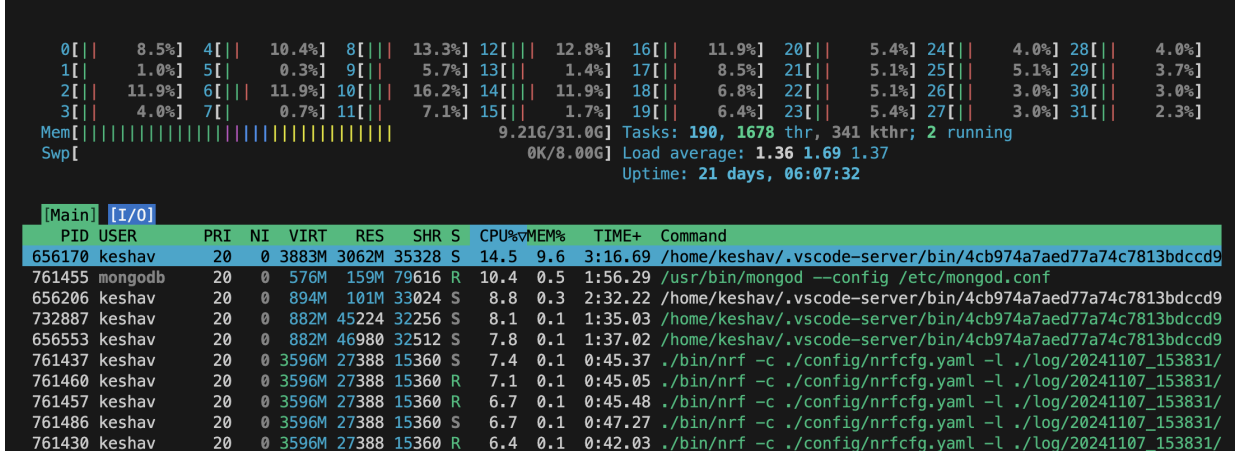 0[|| 8.5%] 4[|| 10.4%] 8[||| 13.3%] 12[||| 12.8%] 16[|| 11.9%] 20[|| 5.4%] 24[|| 4.0%] 28[|| 4.0%]
1[| 1.0%] 5[| 0.3%] 9[|| 5.7%] 13[|| 1.4%] 17[|| 8.5%] 21[|| 5.1%] 25[|| 5.1%] 29[|| 3.7%]
2[|| 11.9%] 6[||| 11.9%] 10[||| 16.2%] 14[||| 11.9%] 18[|| 6.8%] 22[|| 5.1%] 26[|| 3.0%] 30[|| 3.0%]
3[|| 4.0%] 7[| 0.7%] 11[|| 7.1%] 15[|| 1.7%] 19[|| 6.4%] 23[|| 5.4%] 27[|| 3.0%] 31[|| 2.3%]
Mem[|||||||||||||||||||||||||||||| 9.21G/31.0G] Tasks: 190, 1678 thr, 341 kthr; 2 running
Swp[ 0K/8.00G] Load average: 1.36 1.69 1.37
Uptime: 21 days, 06:07:32
[Main] [I/O]
PID USER PRI NI VIRT RES SHR S CPU%▽MEM% TIME+ Command
656170 keshav 20 0 3883M 3062M 35328 S 14.5 9.6 3:16.69 /home/keshav/.vscode-server/bin/4cb974a7aed77a74c7813bdccd9
761455 mongodb 20 0 576M 159M 79616 R 10.4 0.5 1:56.29 /usr/bin/mongod --config /etc/mongod.conf
656206 keshav 20 0 894M 101M 33024 S 8.8 0.3 2:32.22 /home/keshav/.vscode-server/bin/4cb974a7aed77a74c7813bdccd9
732887 keshav 20 0 882M 45224 32256 S 8.1 0.1 1:35.03 /home/keshav/.vscode-server/bin/4cb974a7aed77a74c7813bdccd9
656553 keshav 20 0 882M 46980 32512 S 7.8 0.1 1:37.02 /home/keshav/.vscode-server/bin/4cb974a7aed77a74c7813bdccd9
761437 keshav 20 0 3596M 27388 15360 S 7.4 0.1 0:45.37 ./bin/nrf -c ./config/nrfcfg.yaml -l ./log/20241107_153831/
761460 keshav 20 0 3596M 27388 15360 R 7.1 0.1 0:45.05 ./bin/nrf -c ./config/nrfcfg.yaml -l ./log/20241107_153831/
761457 keshav 20 0 3596M 27388 15360 R 6.7 0.1 0:45.48 ./bin/nrf -c ./config/nrfcfg.yaml -l ./log/20241107_153831/
761486 keshav 20 0 3596M 27388 15360 S 6.7 0.1 0:47.27 ./bin/nrf -c ./config/nrfcfg.yaml -l ./log/20241107_153831/
761430 keshav 20 0 3596M 27388 15360 R 6.4 0.1 0:42.03 ./bin/nrf -c ./config/nrfcfg.yaml -l ./log/20241107_153831/